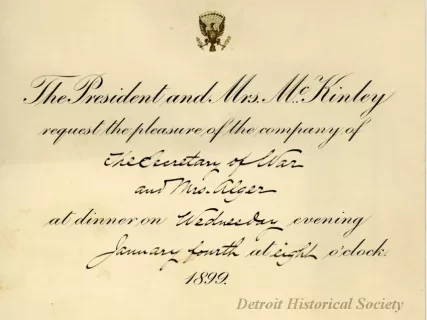 The President and Mrs. McKinley
request the pleasure of the company of
the Secretary of War
and Mrs. Alger
at dinner on Wednesday evening
January fourth at eight o'clock.
1899.
Detroit Historical Society